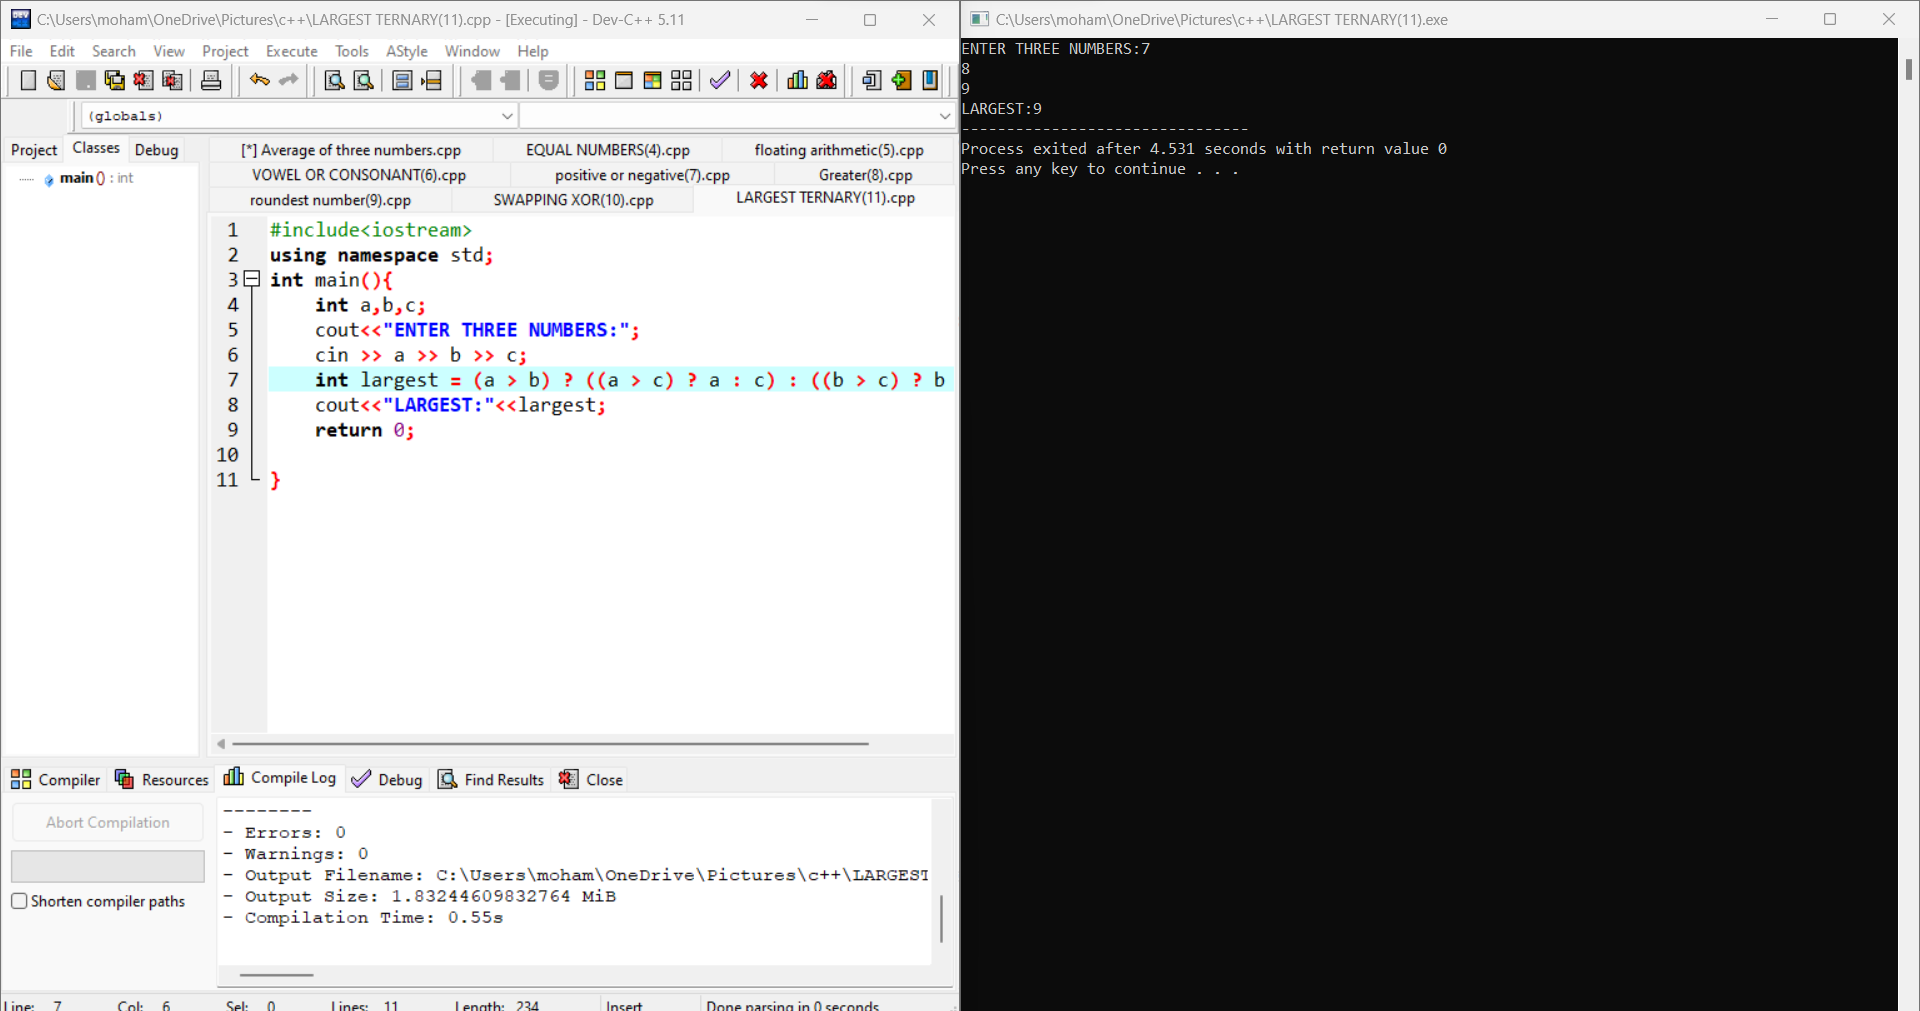 C:\Users\moham\OneDrive\Pictures\c++\LARGEST TERNARY(11).cpp - [Executing] - Dev-C++ 5.11
File Edit Search View Project Execute Tools AStyle Window Help
(globals)
Project Classes Debug
main () : int
[*] Average of three numbers.cpp EQUAL NUMBERS(4).cpp floating arithmetic(5).cpp
VOWEL OR CONSONANT(6).cpp positive or negative(7).cpp Greater(8).cpp
roundest number(9).cpp SWAPPING XOR(10).cpp LARGEST TERNARY(11).cpp
1 #include<iostream>
2 using namespace std;
3 int main(){
4 int a,b,c;
5 cout<<"ENTER THREE NUMBERS:";
6 cin >> a >> b >> c;
7 int largest = (a > b) ? ((a > c) ? a : c) : ((b > c) ? b
8 cout<<"LARGEST:"<<largest;
9 return 0;
10
11 }
Compiler Resources Compile Log Debug Find Results Close
Abort Compilation
Shorten compiler paths
--------
- Errors: 0
- Warnings: 0
- Output Filename: C:\Users\moham\OneDrive\Pictures\c++\LARGEST
- Output Size: 1.83244609832764 MiB
- Compilation Time: 0.55s
Line: 7 Col: 6 Sel: 0 Lines: 11 Length: 234 Insert Done parsing in 0 seconds
C:\Users\moham\OneDrive\Pictures\c++\LARGEST TERNARY(11).exe
ENTER THREE NUMBERS:7
8
9
LARGEST:9
--------------------------------
Process exited after 4.531 seconds with return value 0
Press any key to continue . . .